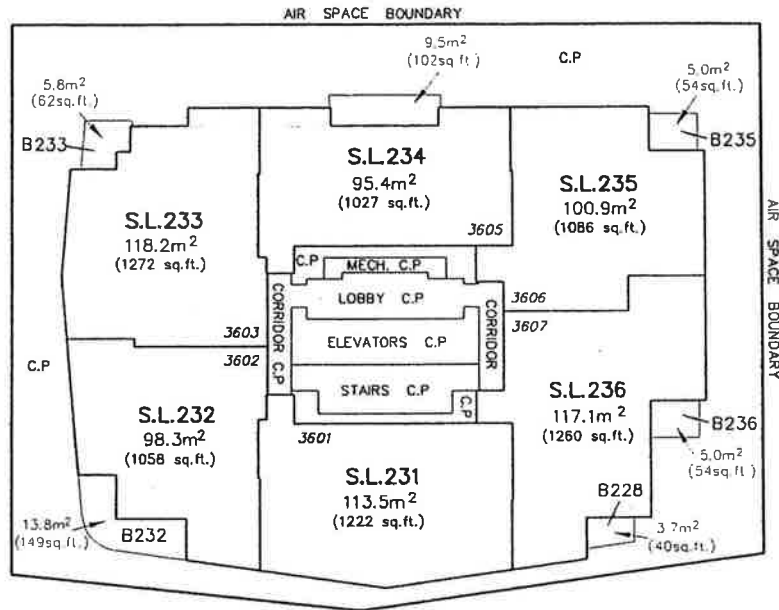 AIR SPACE BOUNDARY
9.5m²
(102sq.ft.)
C.P
5.8m²
(62sq.ft.)
5.0m²
(54sq.ft.)
B233
B235
S.L.234
95.4m²
(1027 sq.ft.)
S.L.235
100.9m²
(1086 sq.ft.)
S.L.233
118.2m²
(1272 sq.ft.)
AIR SPACE BOUNDARY
3605
C.P
MECH. C.P
LOBBY C.P
CORRIDOR C.P
CORRIDOR
3606
3607
3603
3602
ELEVATORS C.P
STAIRS C.P
C.P
C.P
S.L.232
98.3m²
(1058 sq.ft.)
S.L.236
117.1m²
(1260 sq.ft.)
B236
3601
5.0m²
(54sq.ft.)
S.L.231
113.5m²
(1222 sq.ft.)
B228
13.8m²
(149sq.ft.)
B232
3.7m²
(40sq.ft.)